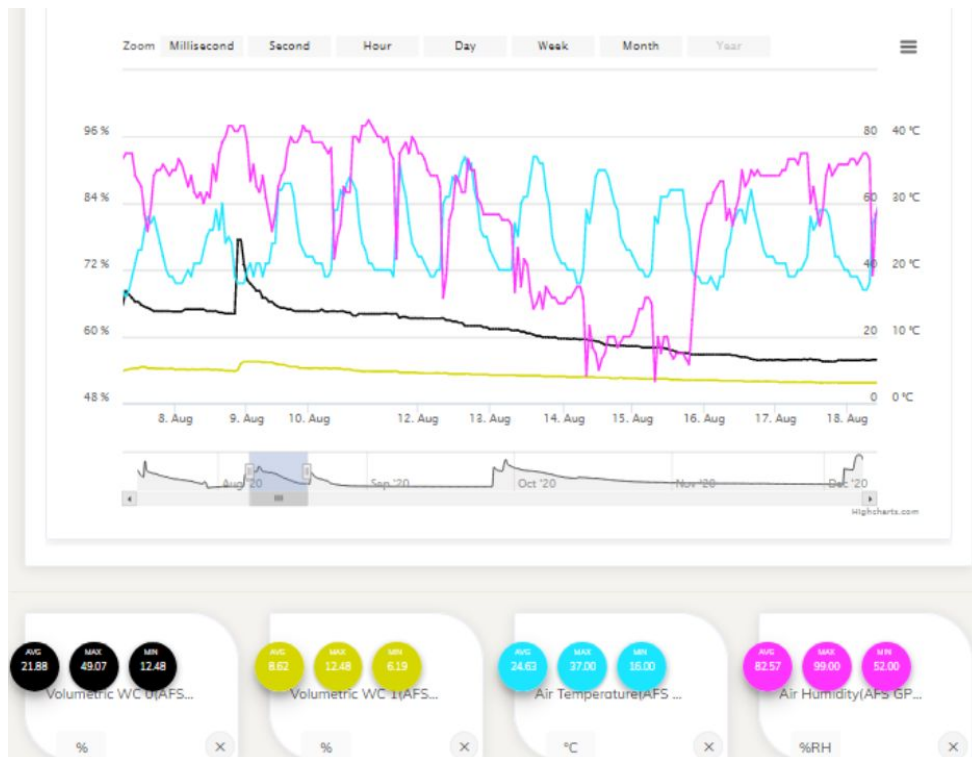 Zoom Millisecond Second Hour Day Week Month Year
96 % 80 40 °C
84 % 60 30 °C
72 % 40 20 °C
60 % 20 10 °C
48 % 0 0 °C
8. Aug 9. Aug 10. Aug 12. Aug 13. Aug 14. Aug 15. Aug 16. Aug 17. Aug 18. Aug
Aug '20 Sep '20 Oct '20 Nov '20 Dec '20
Highcharts.com
AVG MAX MIN AVG MAX MIN AVG MAX MIN AVG MAX MIN
21.88 49.07 12.48 8.62 12.48 6.19 24.63 37.00 16.00 82.57 99.00 52.00
Volumetric WC 0(AFS... Volumetric WC 1(AFS... Air Temperature(AFS ... Air Humidity(AFS GP...
% % °C %RH